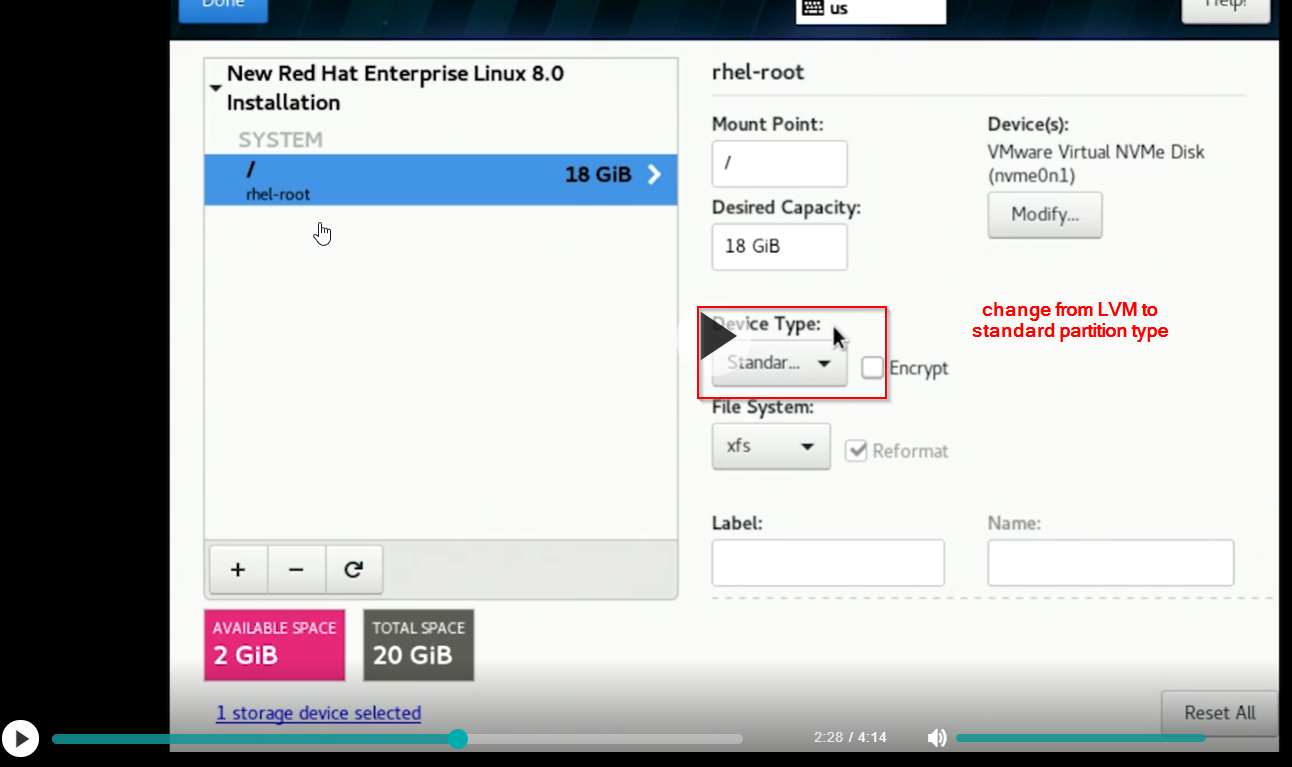 Done
us
Help!
New Red Hat Enterprise Linux 8.0
Installation
SYSTEM
/
18 GiB
rhel-root
rhel-root
Mount Point:
/
Desired Capacity:
18 GiB
Device(s):
VMware Virtual NVMe Disk
(nvme0n1)
Modify...
Device Type:
Standar...
Encrypt
change from LVM to
standard partition type
File System:
xfs
Reformat
Label:
Name:
+ −
AVAILABLE SPACE
2 GiB
TOTAL SPACE
20 GiB
1 storage device selected
Reset All
2:28 / 4:14